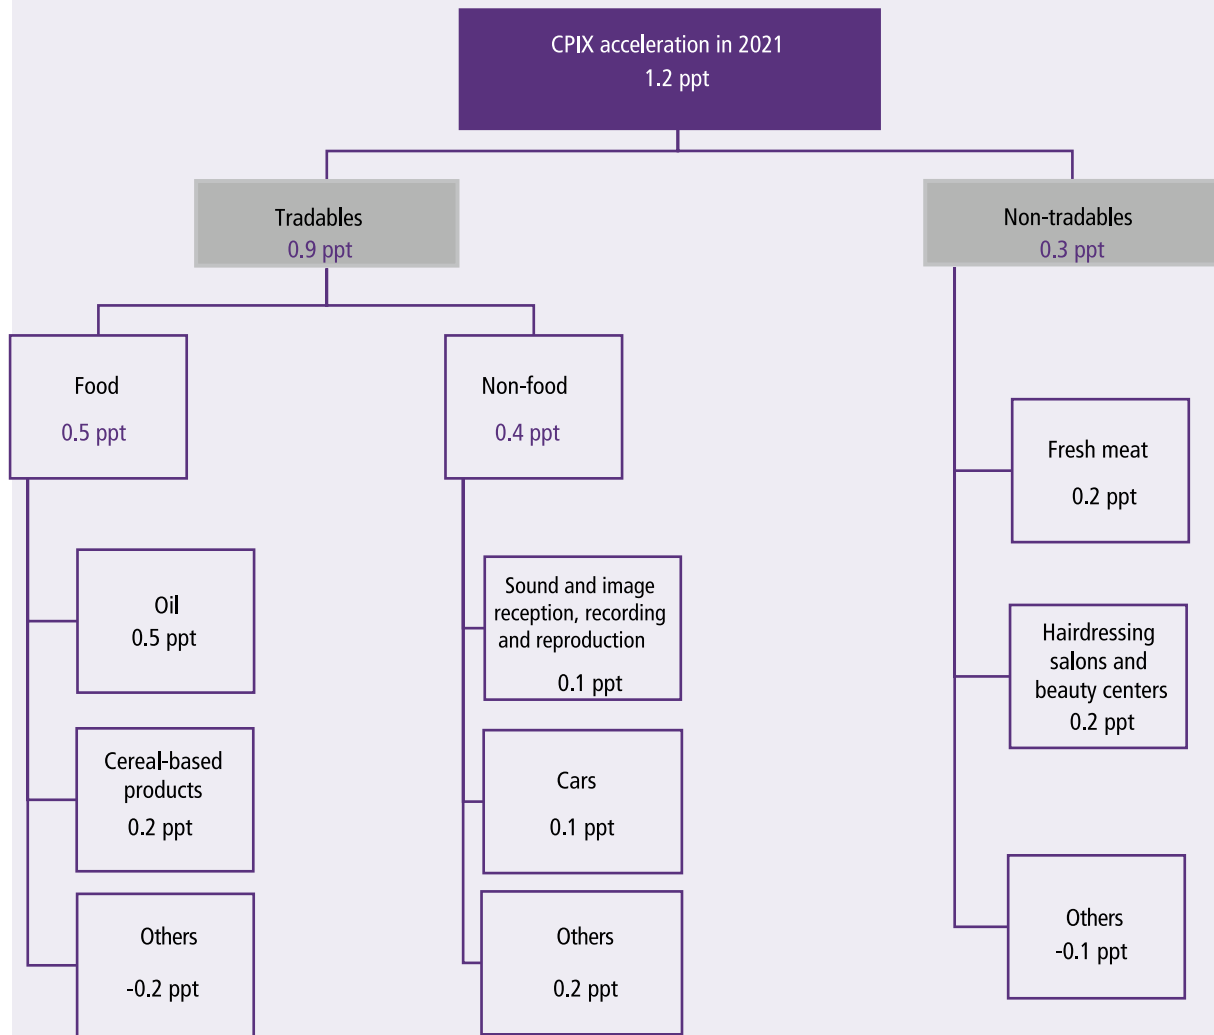 CPIX acceleration in 2021
1.2 ppt
Tradables
0.9 ppt
Non-tradables
0.3 ppt
Food
0.5 ppt
Non-food
0.4 ppt
Fresh meat
0.2 ppt
Oil
0.5 ppt
Sound and image
reception, recording
and reproduction
0.1 ppt
Hairdressing
salons and
beauty centers
0.2 ppt
Cereal-based
products
0.2 ppt
Cars
0.1 ppt
Others
-0.2 ppt
Others
0.2 ppt
Others
-0.1 ppt